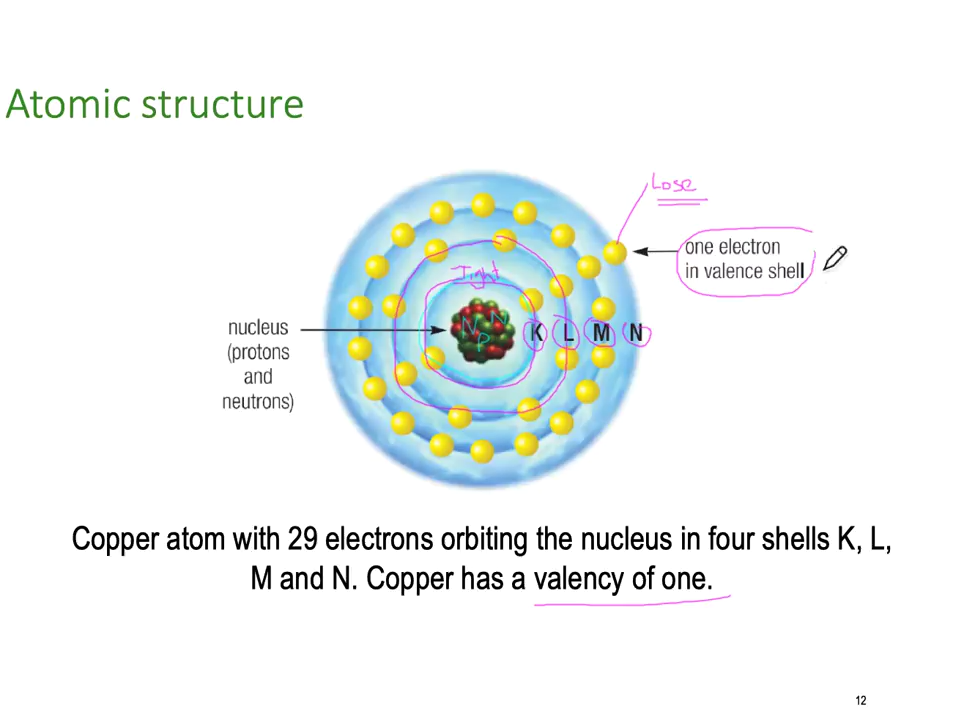 Atomic structure
Lose
one electron
in valence shell
Tight
nucleus
(protons
and
neutrons)
N N
P
K L M N
Copper atom with 29 electrons orbiting the nucleus in four shells K, L,
M and N. Copper has a valency of one.
12